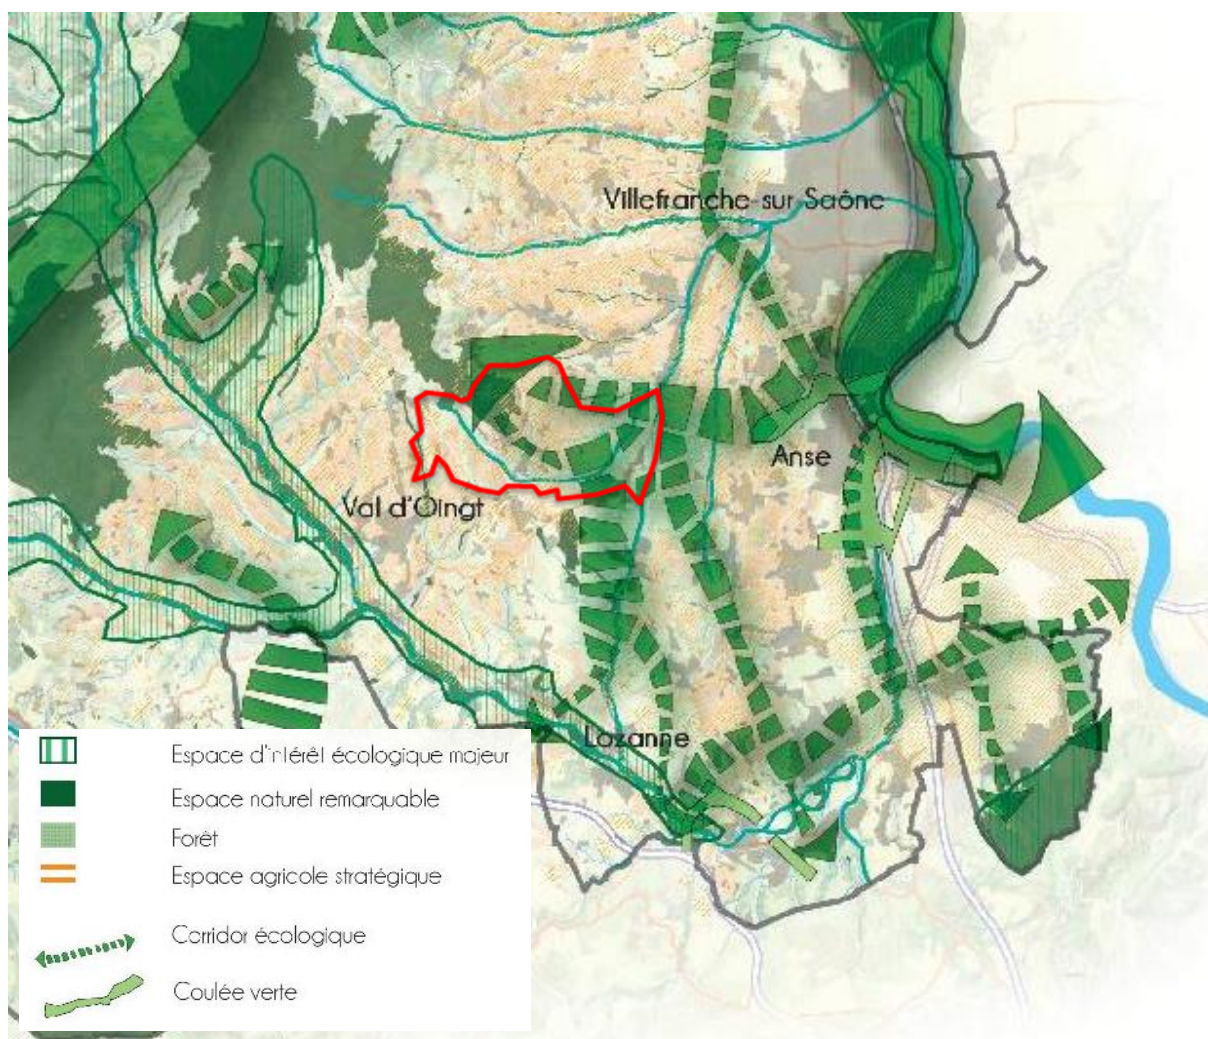 Villefranche-sur Saône
Anse
Val d'Oingt
Lozanne
Espace d'intérêt écologique majeur
Espace naturel remarquable
Forêt
Espace agricole stratégique
Corridor écologique
Coulée verte